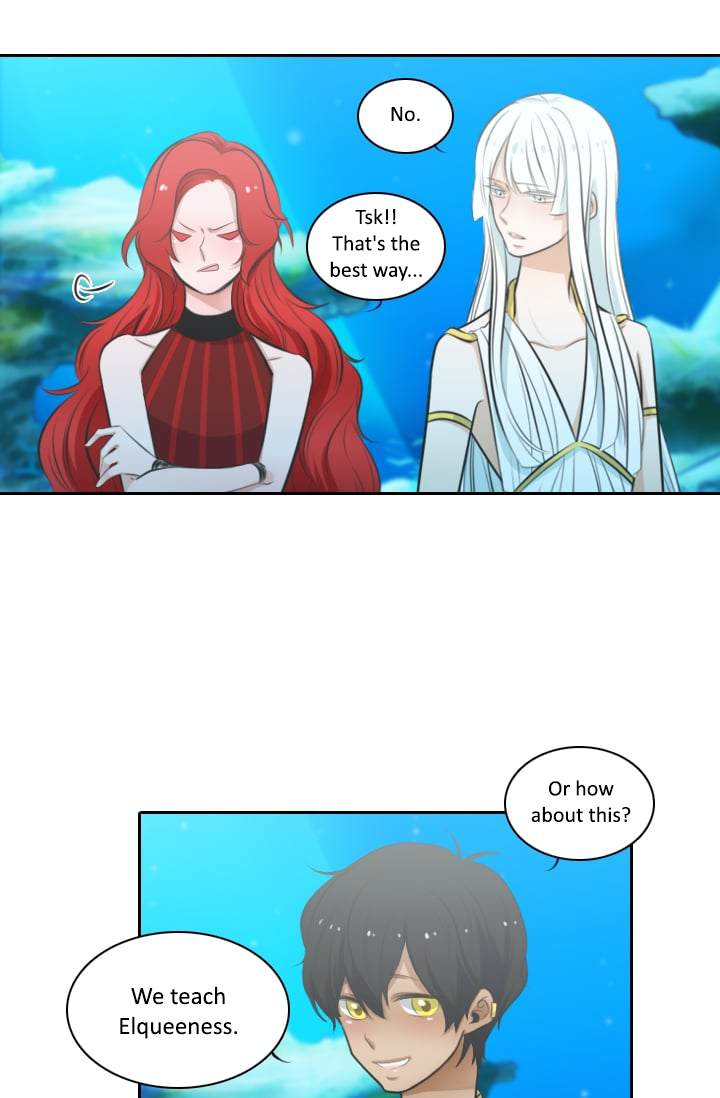 No.
Tsk!!
That's the
best way...
Or how
about this?
We teach
Elqueeness.